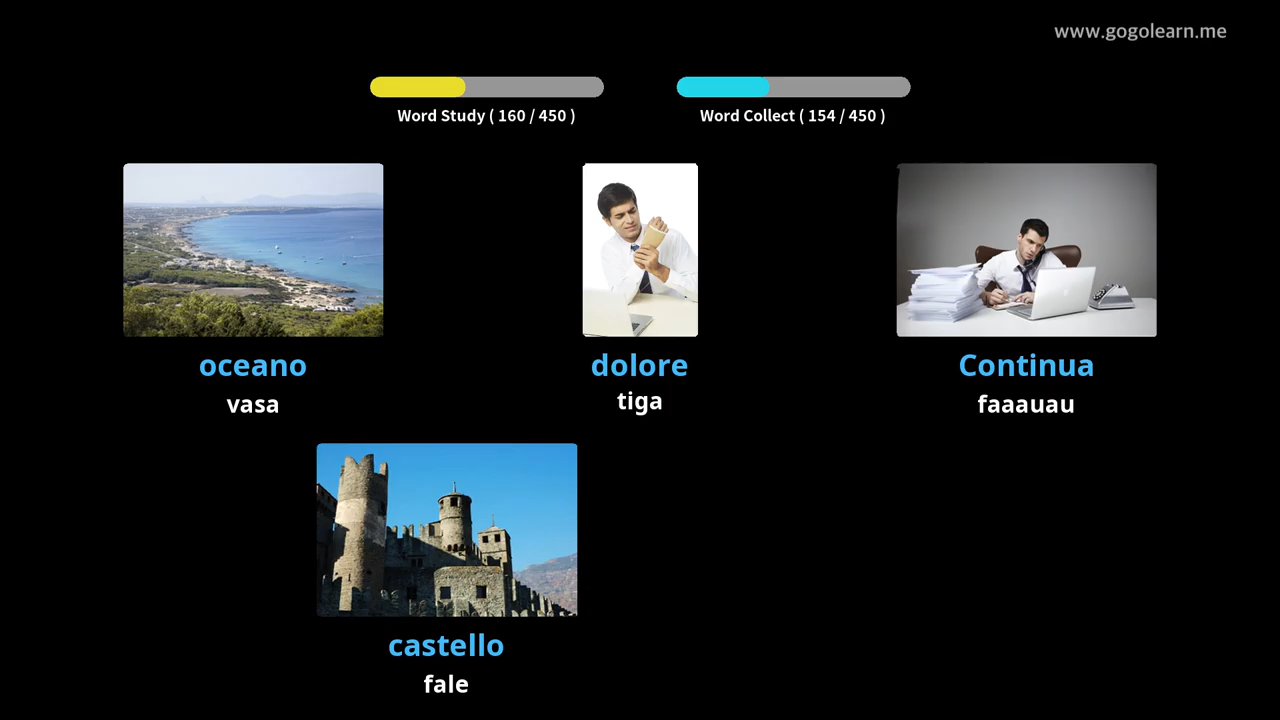 www.gogolearn.me
Word Study ( 160 / 450 )
Word Collect ( 154 / 450 )
oceano
vasa
dolore
tiga
Continua
faaauau
castello
fale